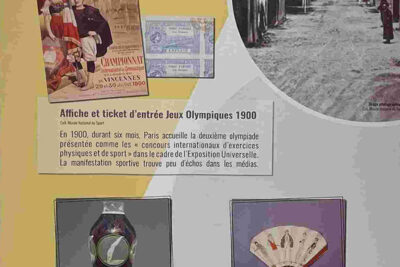 CHAMPIONNAT
VINCENNES
Affiche et ticket d'entrée Jeux Olympiques 1900
Coll. Musée National du Sport
En 1900, durant six mois, Paris accueille la deuxième olympiade
présentée comme les « concours internationaux d'exercices
physiques et de sport » dans le cadre de l'Exposition Universelle.
La manifestation sportive trouve peu d'échos dans les médias.